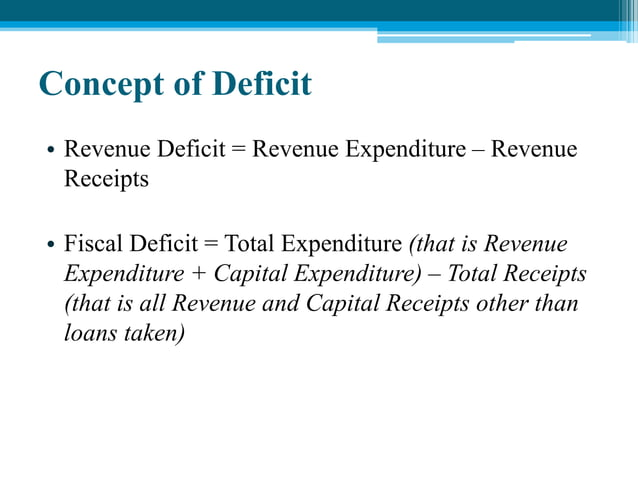 Concept of Deficit
• Revenue Deficit = Revenue Expenditure – Revenue
Receipts
• Fiscal Deficit = Total Expenditure (that is Revenue
Expenditure + Capital Expenditure) – Total Receipts
(that is all Revenue and Capital Receipts other than
loans taken)